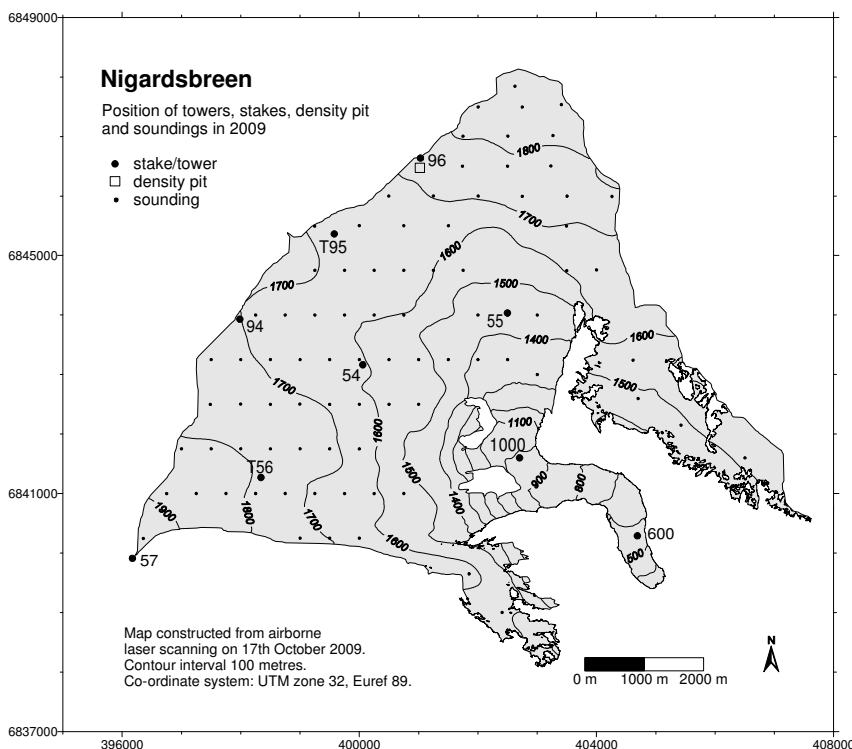 6849000
Nigardsbreen
Position of towers, stakes, density pit
and soundings in 2009
stake/tower
density pit
sounding
96
1800
1700
T95
1600
6845000
1700
1500
94
55
1600
1400
54
1700
1500
1600
1100
1000
T56
1500
900
800
6841000
1900
1800
1700
1400
1600
600
57
500
Map constructed from airborne
laser scanning on 17th October 2009.
Contour interval 100 metres.
Co-ordinate system: UTM zone 32, Euref 89.
N
0 m 1000 m 2000 m
6837000
396000 400000 404000 408000